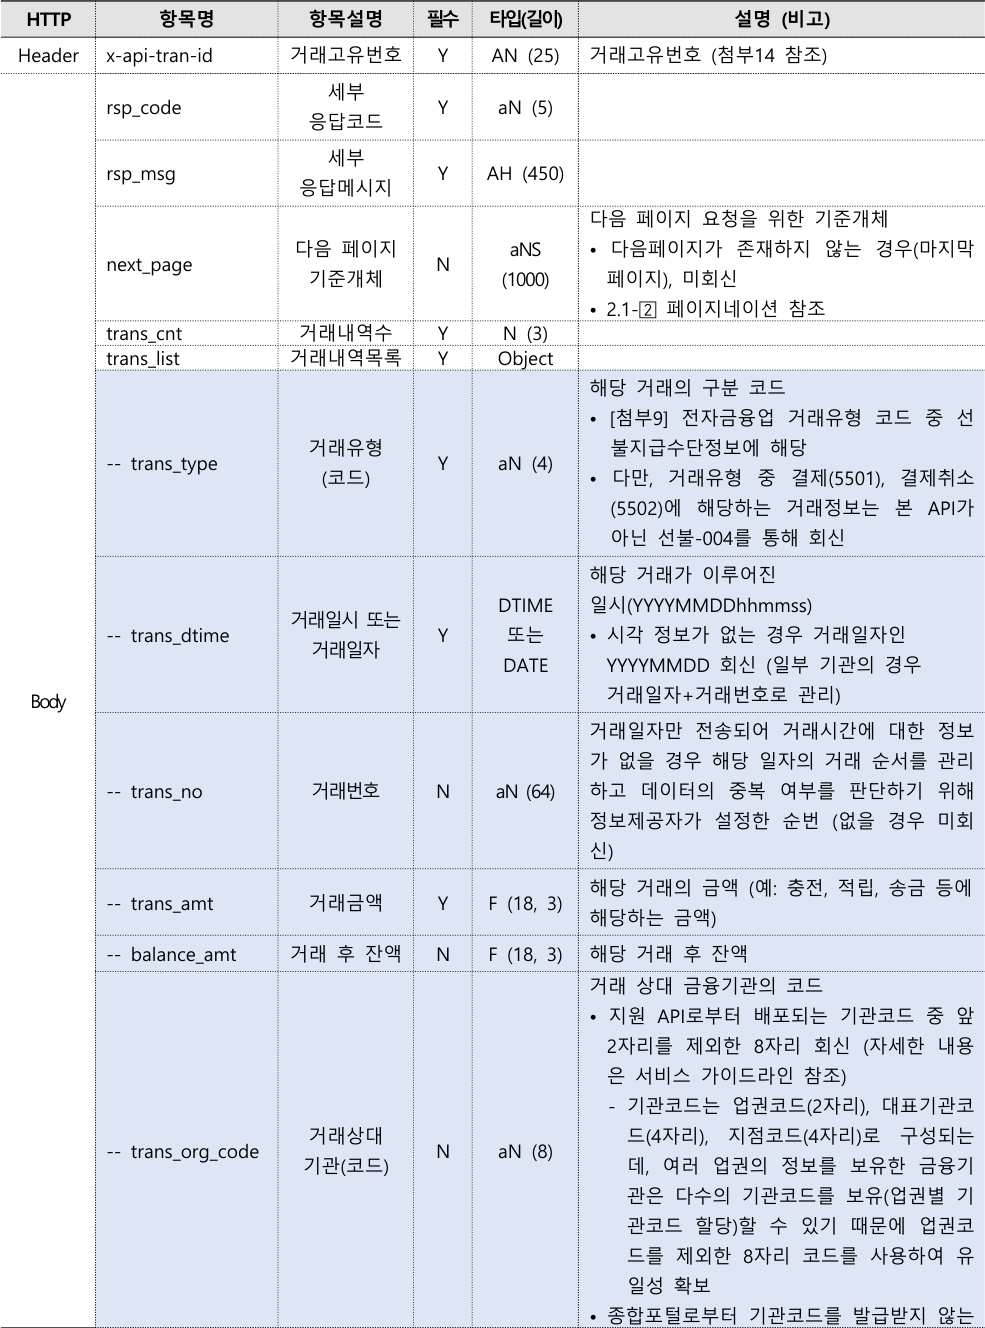 HTTP 항목명 항목설명 필수 타입(길이) 설명 (비고)
Header x-api-tran-id 거래고유번호 Y AN (25) 거래고유번호 (첨부14 참조)
Body
rsp_code 세부
응답코드 Y aN (5)
rsp_msg 세부
응답메시지 Y AH (450)
next_page 다음 페이지
기준개체 N aNS
(1000)
다음 페이지 요청을 위한 기준개체
• 다음페이지가 존재하지 않는 경우(마지막
페이지), 미회신
• 2.1-② 페이지네이션 참조
trans_cnt 거래내역수 Y N (3)
trans_list 거래내역목록 Y Object
-- trans_type 거래유형
(코드) Y aN (4)
해당 거래의 구분 코드
• [첨부9] 전자금융업 거래유형 코드 중 선
불지급수단정보에 해당
• 다만, 거래유형 중 결제(5501), 결제취소
(5502)에 해당하는 거래정보는 본 API가
아닌 선불-004를 통해 회신
-- trans_dtime 거래일시 또는
거래일자 Y DTIME
또는
DATE
해당 거래가 이루어진
일시(YYYYMMDDhhmmss)
• 시각 정보가 없는 경우 거래일자인
YYYYMMDD 회신 (일부 기관의 경우
거래일자+거래번호로 관리)
-- trans_no 거래번호 N aN (64)
거래일자만 전송되어 거래시간에 대한 정보
가 없을 경우 해당 일자의 거래 순서를 관리
하고 데이터의 중복 여부를 판단하기 위해
정보제공자가 설정한 순번 (없을 경우 미회
신)
-- trans_amt 거래금액 Y F (18, 3)
해당 거래의 금액 (예: 충전, 적립, 송금 등에
해당하는 금액)
-- balance_amt 거래 후 잔액 N F (18, 3) 해당 거래 후 잔액
-- trans_org_code 거래상대
기관(코드) N aN (8)
거래 상대 금융기관의 코드
• 지원 API로부터 배포되는 기관코드 중 앞
2자리를 제외한 8자리 회신 (자세한 내용
은 서비스 가이드라인 참조)
- 기관코드는 업권코드(2자리), 대표기관코
드(4자리), 지점코드(4자리)로 구성되는
데, 여러 업권의 정보를 보유한 금융기
관은 다수의 기관코드를 보유(업권별 기
관코드 할당)할 수 있기 때문에 업권코
드를 제외한 8자리 코드를 사용하여 유
일성 확보
• 종합포털로부터 기관코드를 발급받지 않는